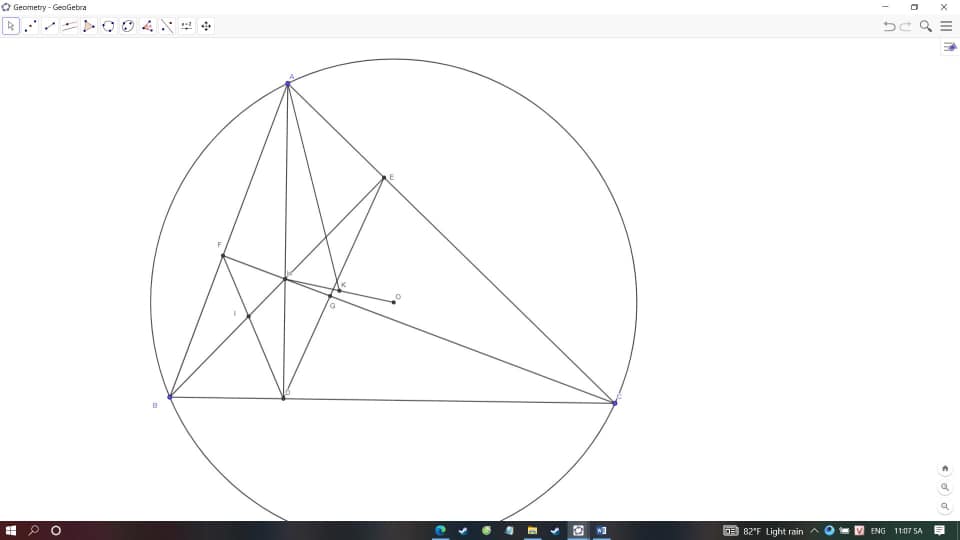 Geometry - GeoGebra
A
E
F
H
K
O
G
I
D
B
C
82°F Light rain
ENG
11:07 SA